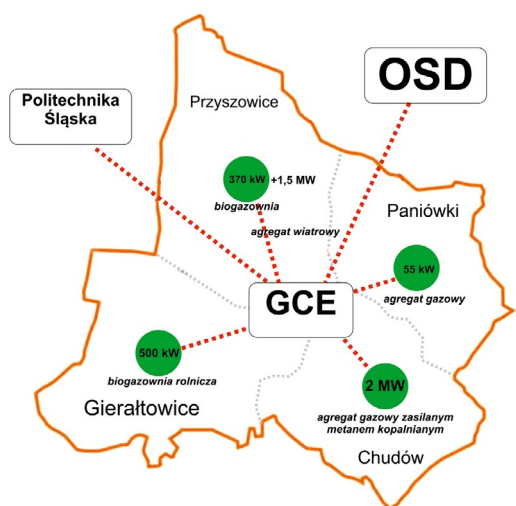 OSD
Politechnika
Śląska
Przyszowice
370 kW +1,5 MW
biogazownia
agregat wiatrowy
Paniówki
55 kW
agregat gazowy
GCE
500 kW
biogazownia rolnicza
Gierałtowice
2 MW
agregat gazowy zasilanym
metanem kopalnianym
Chudów